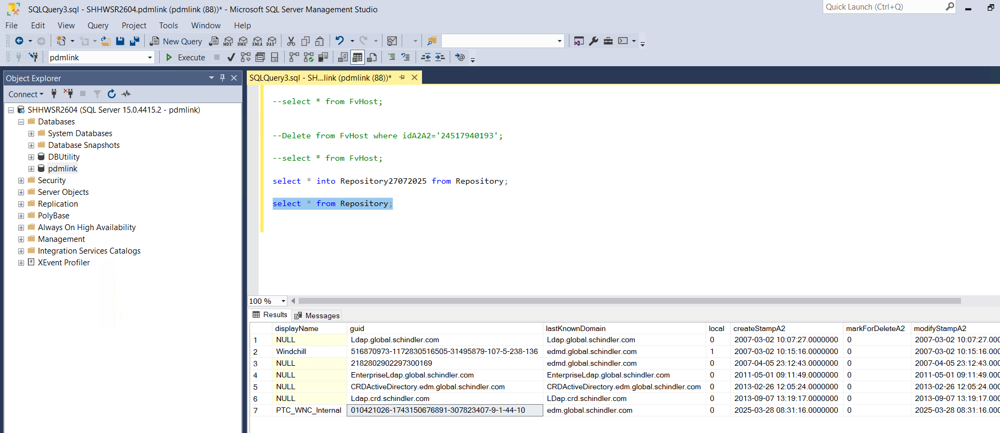 SQLQuery3.sql - SHHWSR2604.pdmlink (pdmlink (88))* - Microsoft SQL Server Management Studio
Quick Launch (Ctrl+Q)
File Edit View Query Project Tools Window Help
New Query MDX DMX XMLA DAX
pdmlink Execute
Object Explorer
Connect
SHHWSR2604 (SQL Server 15.0.4415.2 - pdmlink)
Databases
System Databases
Database Snapshots
DBUtility
pdmlink
Security
Server Objects
Replication
PolyBase
Always On High Availability
Management
Integration Services Catalogs
XEvent Profiler
SQLQuery3.sql - SH...link (pdmlink (88))*
--select * from FvHost;
--Delete from FvHost where idA2A2='24517940193';
--select * from FvHost;
select * into Repository27072025 from Repository;
select * from Repository;
100 %
Results Messages
displayName guid lastKnownDomain local createStampA2 markForDeleteA2 modifyStampA2
1 NULL Ldap.global.schindler.com Ldap.global.schindler.com 0 2007-03-02 10:07:27.0000000 0 2007-03-02 10:07:27.000
2 Windchill 516870973-1172830516505-31495879-107-5-238-136 edmd.global.schindler.com 1 2007-03-02 10:15:16.0000000 0 2007-03-02 10:15:16.000
3 NULL 2182802902297300169 edmd.global.schindler.com 0 2007-04-05 23:12:43.0000000 0 2007-04-05 23:12:43.000
4 NULL EnterpriseLdap.global.schindler.com EnterpriseLdap.global.schindler.com 0 2011-05-01 09:11:49.0000000 0 2011-05-01 09:11:49.000
5 NULL CRDActiveDirectory.edm.global.schindler.com CRDActiveDirectory.edm.global.schindler.com 0 2013-02-26 12:05:24.0000000 0 2013-02-26 12:05:24.000
6 NULL Ldap.crd.schindler.com LDap.crd.schindler.com 0 2013-09-07 13:19:17.0000000 0 2013-09-07 13:19:17.000
7 PTC_WNC_Internal 010421026-1743150676891-307823407-9-1-44-10 edm.global.schindler.com 0 2025-03-28 08:31:16.0000000 0 2025-03-28 08:31:16.000